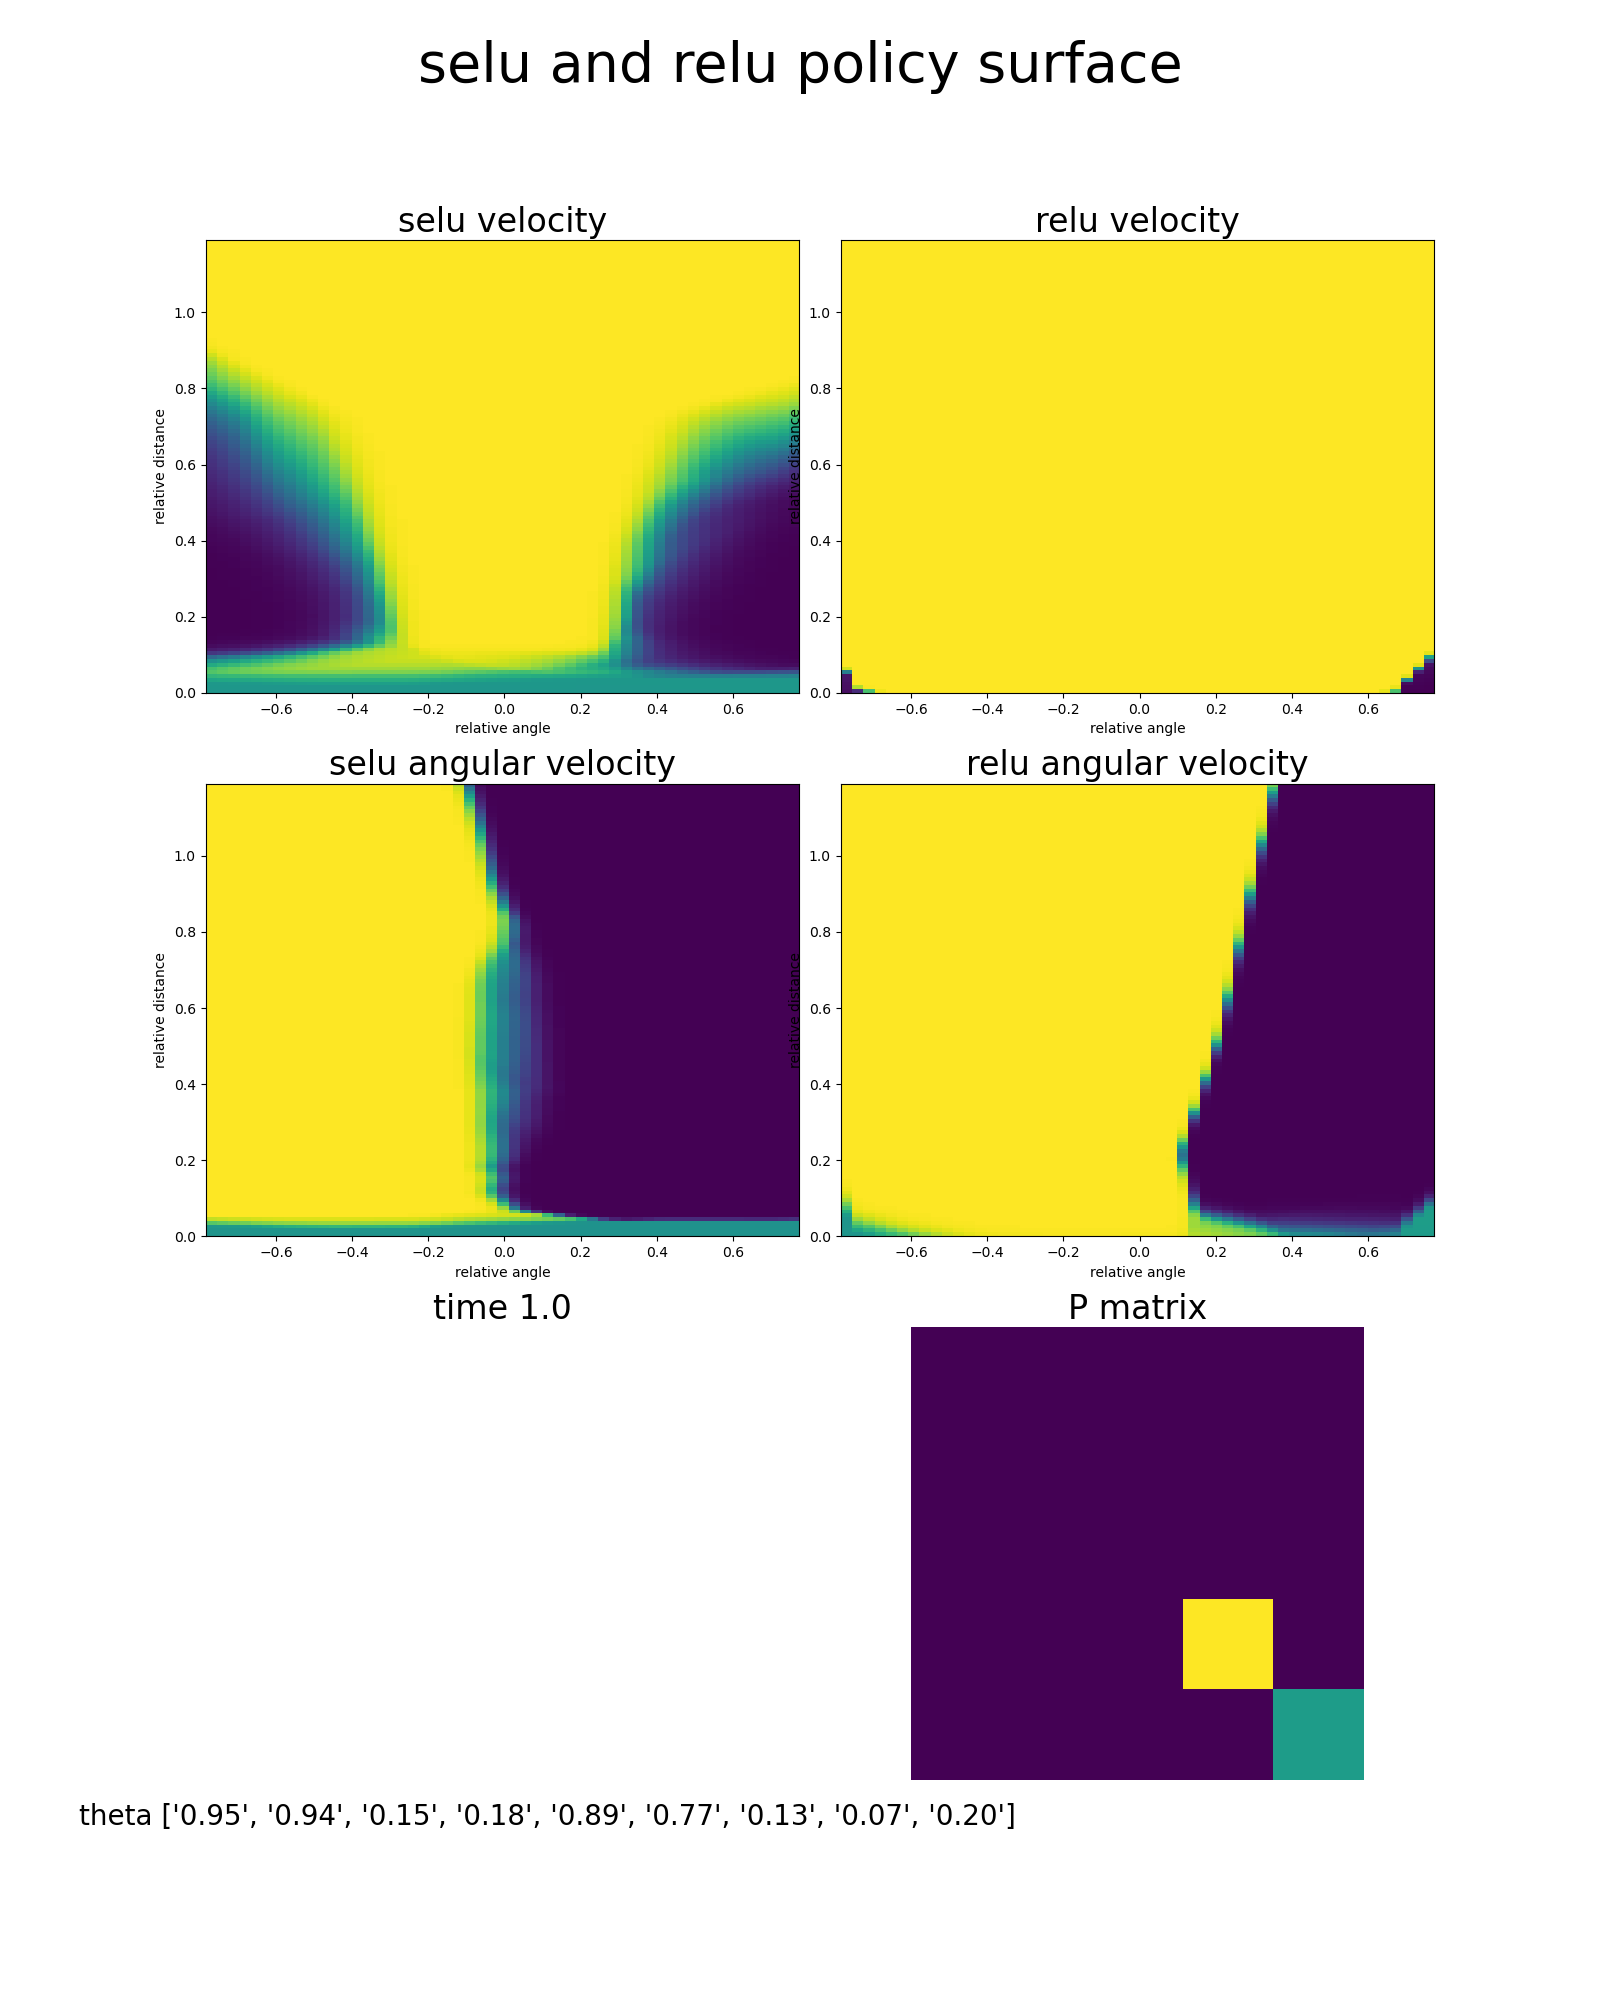 selu and relu policy surface
selu velocity
relu velocity
1.0
0.8
0.6
0.4
0.2
0.0
relative distance
−0.6 −0.4 −0.2 0.0 0.2 0.4 0.6
relative angle
1.0
0.8
0.6
0.4
0.2
0.0
relative distance
−0.6 −0.4 −0.2 0.0 0.2 0.4 0.6
relative angle
selu angular velocity
relu angular velocity
1.0
0.8
0.6
0.4
0.2
0.0
relative distance
−0.6 −0.4 −0.2 0.0 0.2 0.4 0.6
relative angle
1.0
0.8
0.6
0.4
0.2
0.0
relative distance
−0.6 −0.4 −0.2 0.0 0.2 0.4 0.6
relative angle
time 1.0
P matrix
theta ['0.95', '0.94', '0.15', '0.18', '0.89', '0.77', '0.13', '0.07', '0.20']